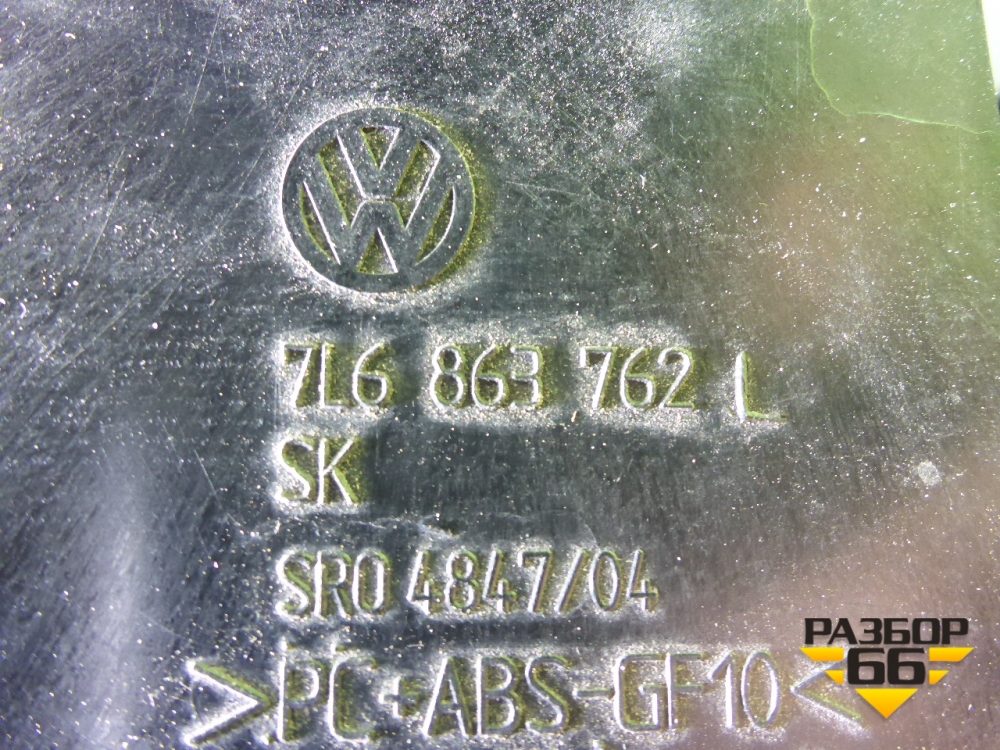 7L6 863 762 L
SK
SR0 4847/04
>PC+ABS-GF10<
РАЗБОР
66